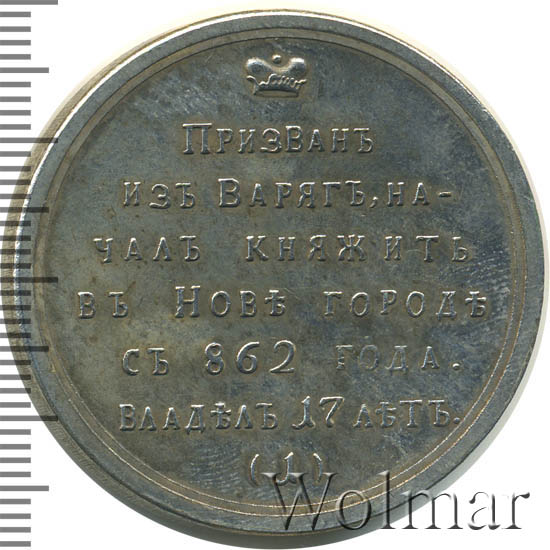 ПРИЗВАНЪ
ИЗЪ ВАРЯГЪ, НА-
ЧАЛЪ КНЯЖИТЬ
ВЪ НОВѢ ГОРОДѢ
СЪ 862 ГОДА.
ВЛАДѢЛЪ 17 ЛѢТЪ.
(1)
Wolmar